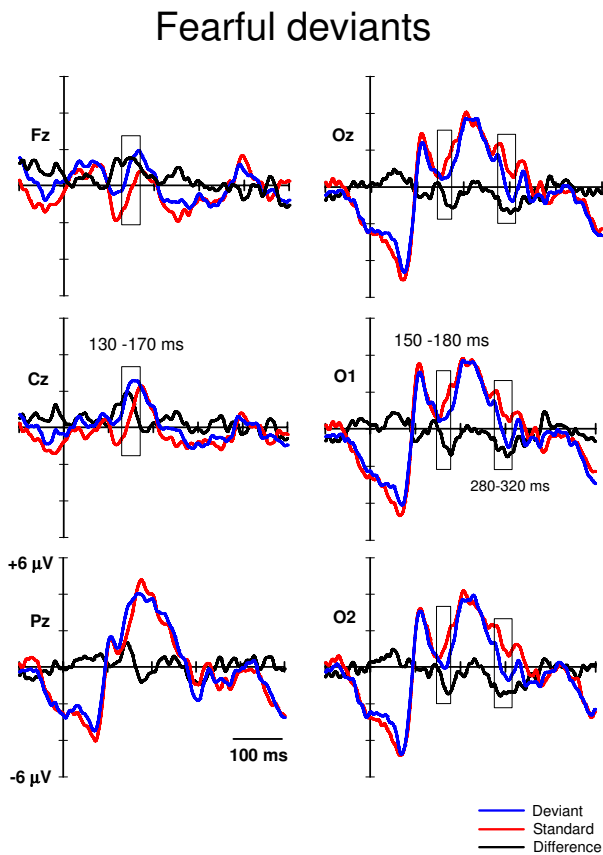 Fearful deviants
Fz
Oz
130 -170 ms
Cz
150 -180 ms
O1
280-320 ms
+6 µV
Pz
-6 µV
100 ms
O2
Deviant
Standard
Difference